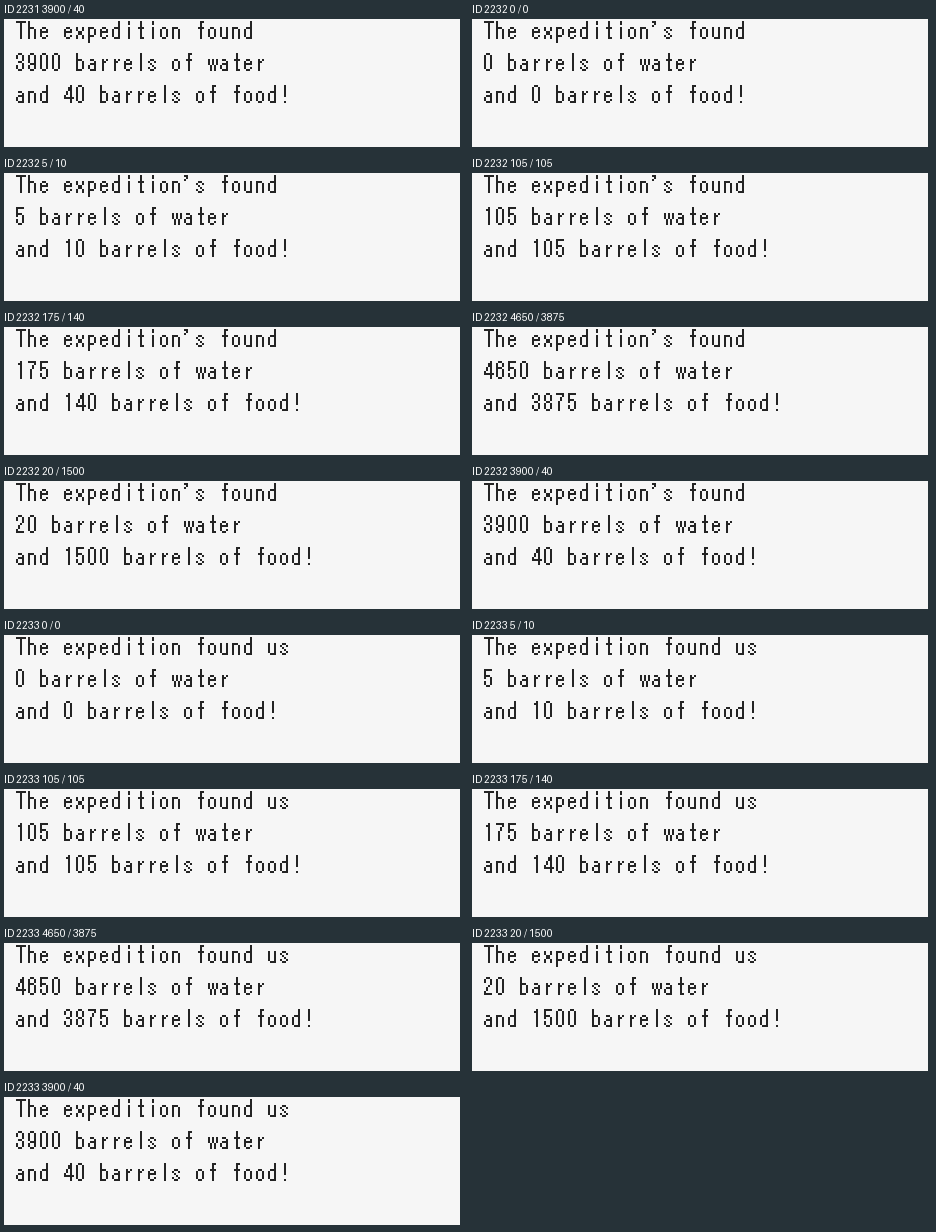 ID 2231 3900 / 40
The expedition found
3900 barrels of water
and 40 barrels of food!
ID 2232 0 / 0
The expedition's found
0 barrels of water
and 0 barrels of food!
ID 2232 5 / 10
The expedition's found
5 barrels of water
and 10 barrels of food!
ID 2232 105 / 105
The expedition's found
105 barrels of water
and 105 barrels of food!
ID 2232 175 / 140
The expedition's found
175 barrels of water
and 140 barrels of food!
ID 2232 4650 / 3875
The expedition's found
4650 barrels of water
and 3875 barrels of food!
ID 2232 20 / 1500
The expedition's found
20 barrels of water
and 1500 barrels of food!
ID 2232 3900 / 40
The expedition's found
3900 barrels of water
and 40 barrels of food!
ID 2233 0 / 0
The expedition found us
0 barrels of water
and 0 barrels of food!
ID 2233 5 / 10
The expedition found us
5 barrels of water
and 10 barrels of food!
ID 2233 105 / 105
The expedition found us
105 barrels of water
and 105 barrels of food!
ID 2233 175 / 140
The expedition found us
175 barrels of water
and 140 barrels of food!
ID 2233 4650 / 3875
The expedition found us
4650 barrels of water
and 3875 barrels of food!
ID 2233 20 / 1500
The expedition found us
20 barrels of water
and 1500 barrels of food!
ID 2233 3900 / 40
The expedition found us
3900 barrels of water
and 40 barrels of food!